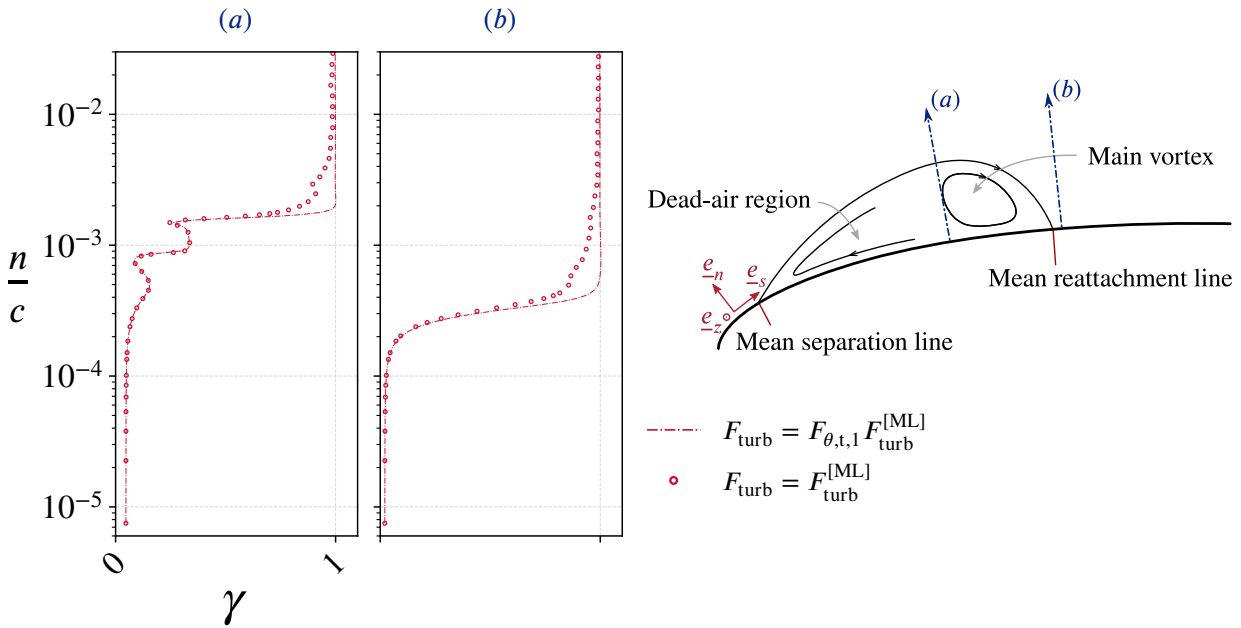 (a)
(b)
10⁻²
10⁻³
10⁻⁴
10⁻⁵
n/c
0
1
γ
(a)
(b)
Main vortex
Dead-air region
e_n
e_s
e_z
Mean reattachment line
Mean separation line
F_turb = F_θ,t,1 F_turb^[ML]
F_turb = F_turb^[ML]